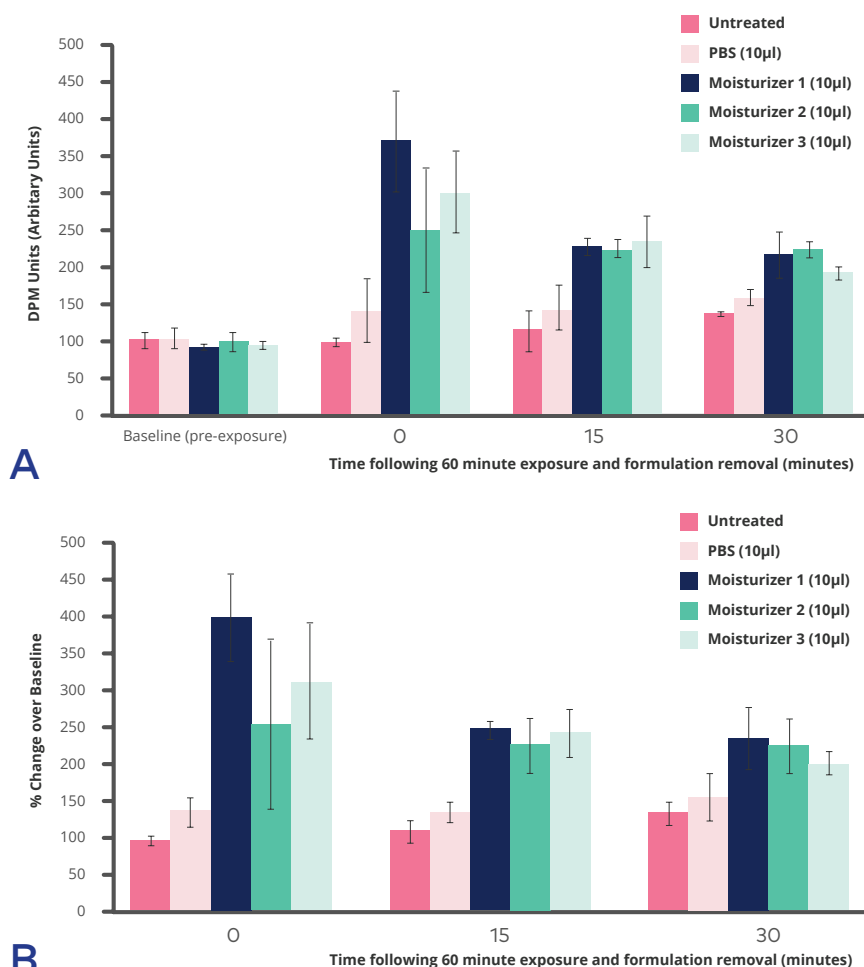 Untreated
PBS (10µl)
Moisturizer 1 (10µl)
Moisturizer 2 (10µl)
Moisturizer 3 (10µl)
DPM Units (Arbitary Units)
500
450
400
350
300
250
200
150
100
50
0
Baseline (pre-exposure) 0 15 30
Time following 60 minute exposure and formulation removal (minutes)
A
Untreated
PBS (10µl)
Moisturizer 1 (10µl)
Moisturizer 2 (10µl)
Moisturizer 3 (10µl)
% Change over Baseline
500
450
400
350
300
250
200
150
100
50
0
0 15 30
Time following 60 minute exposure and formulation removal (minutes)
B